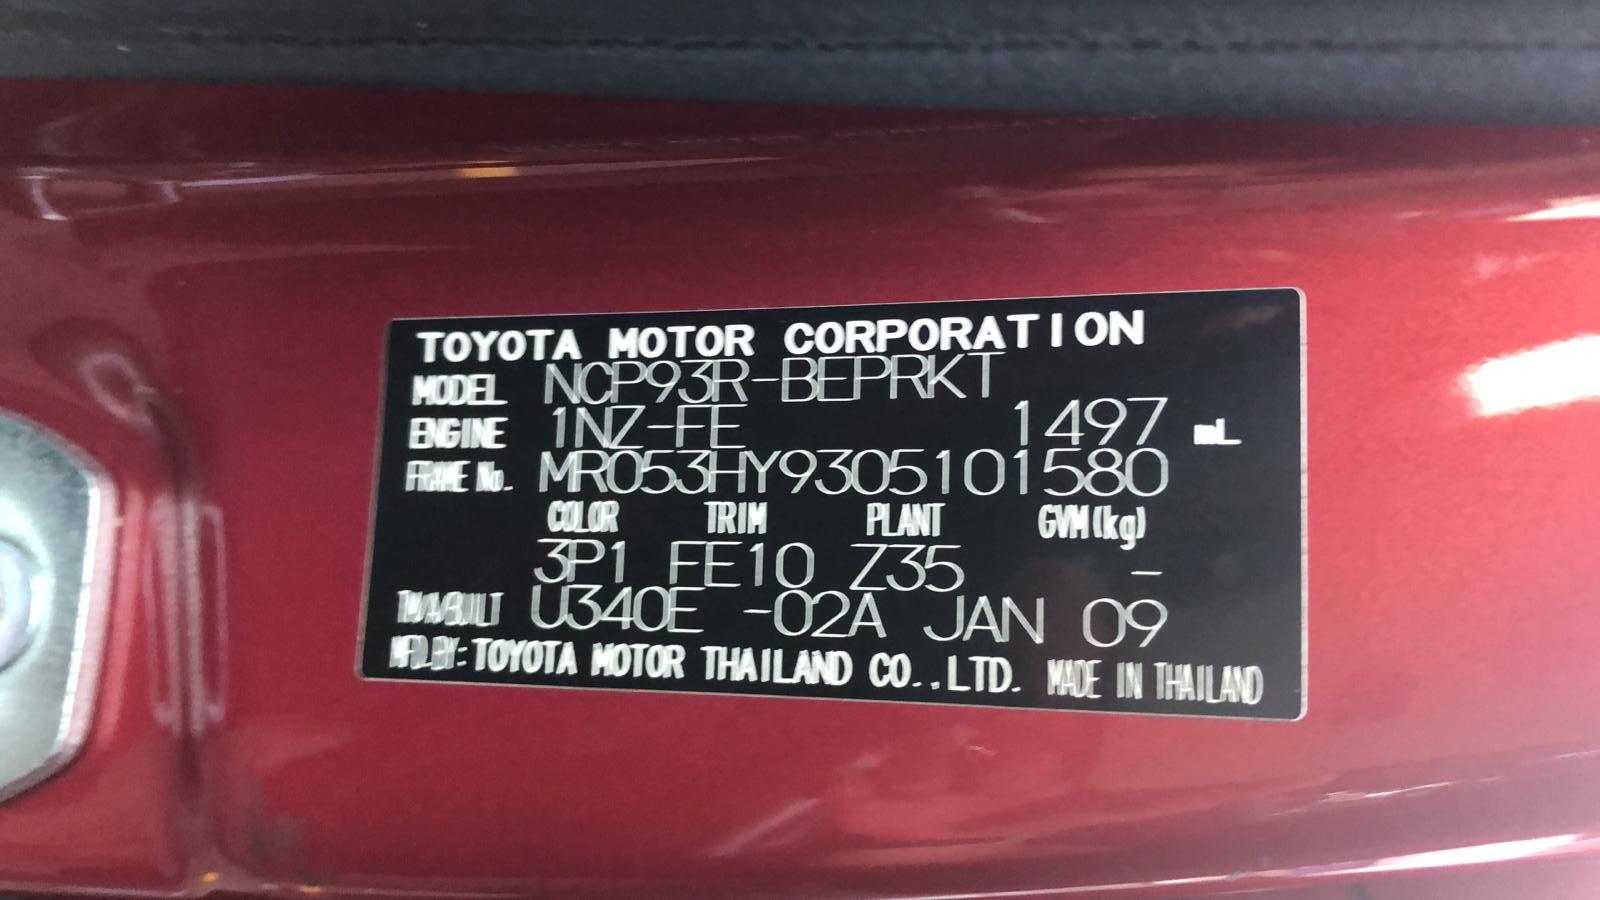 TOYOTA MOTOR CORPORATION
MODEL NCP93R-BEPRKT
ENGINE 1NZ-FE 1497 mL
FRAME No. MR053HY9305101580
COLOR TRIM PLANT GVM(kg)
3P1 FE10 Z35 -
T/M/A/BUILT U340E -02A JAN 09
MFD.BY:TOYOTA MOTOR THAILAND CO.,LTD. MADE IN THAILAND